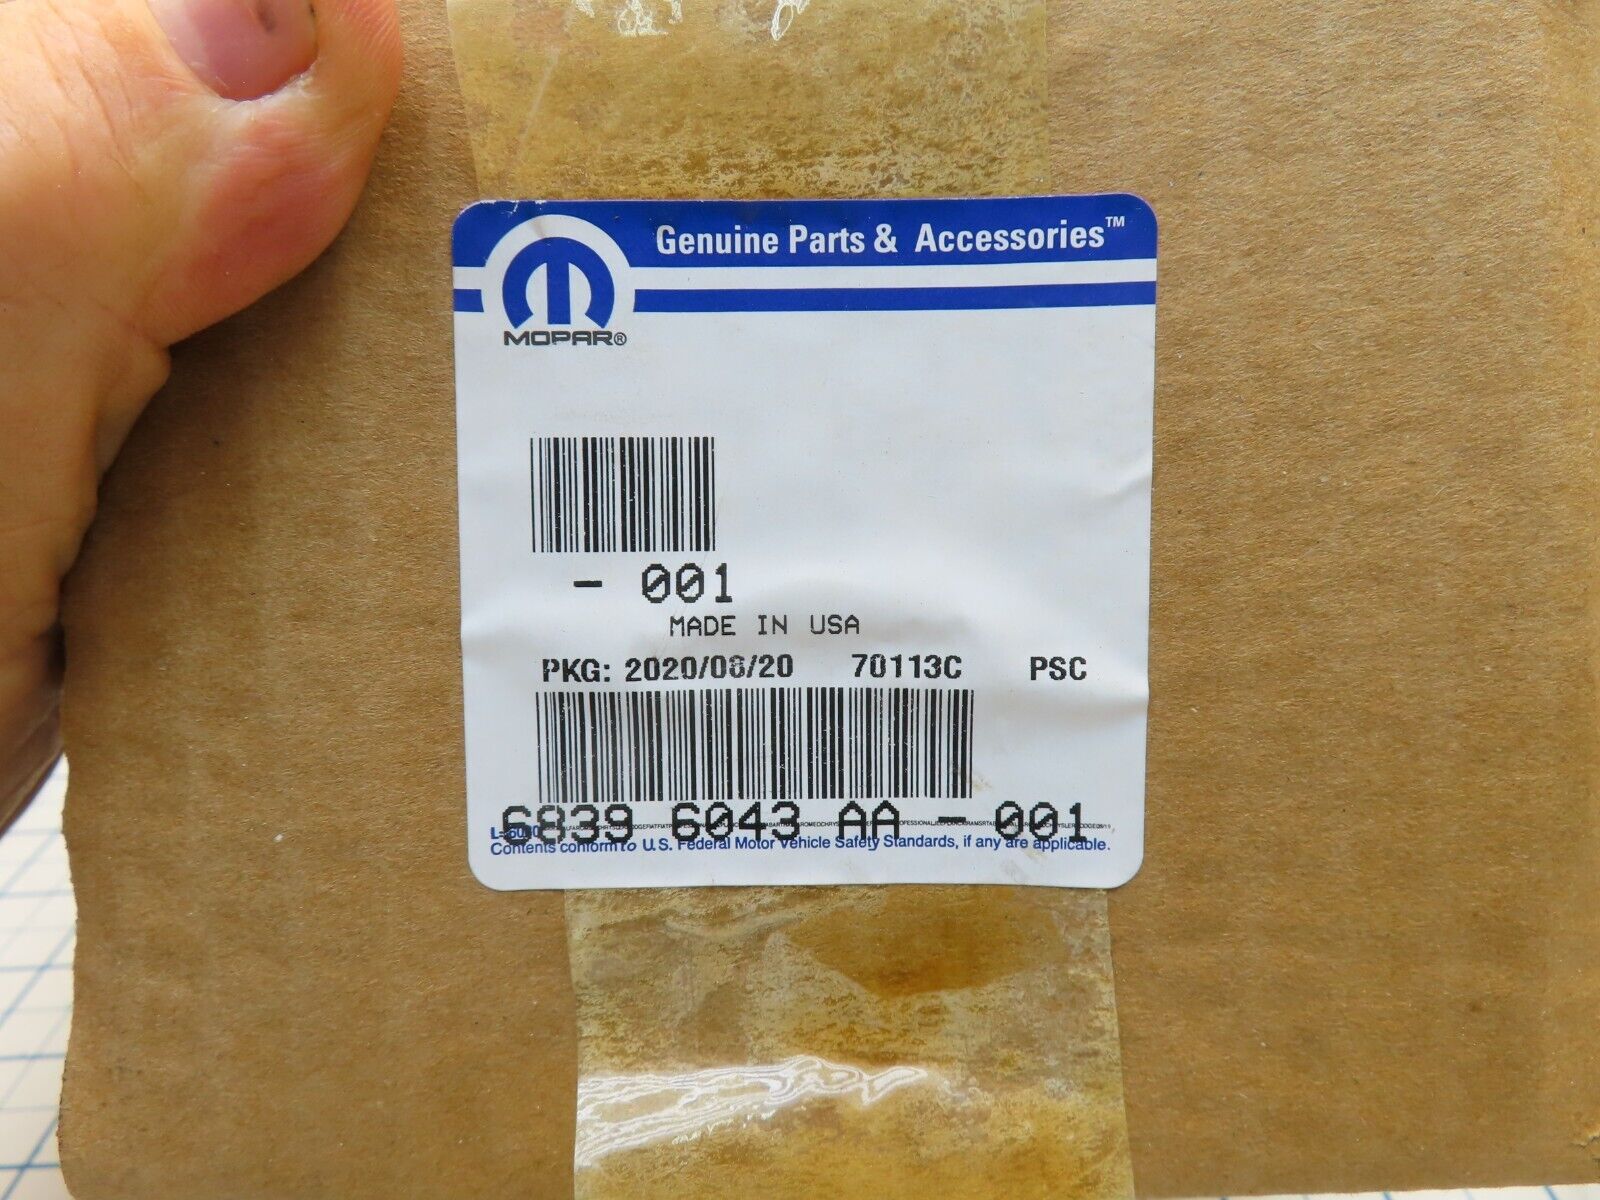 Genuine Parts & Accessories™
MOPAR®
- 001
MADE IN USA
PKG: 2020/08/20 70113C PSC
6839 6043 AA - 001
Contents conform to U.S. Federal Motor Vehicle Safety Standards, if any are applicable.